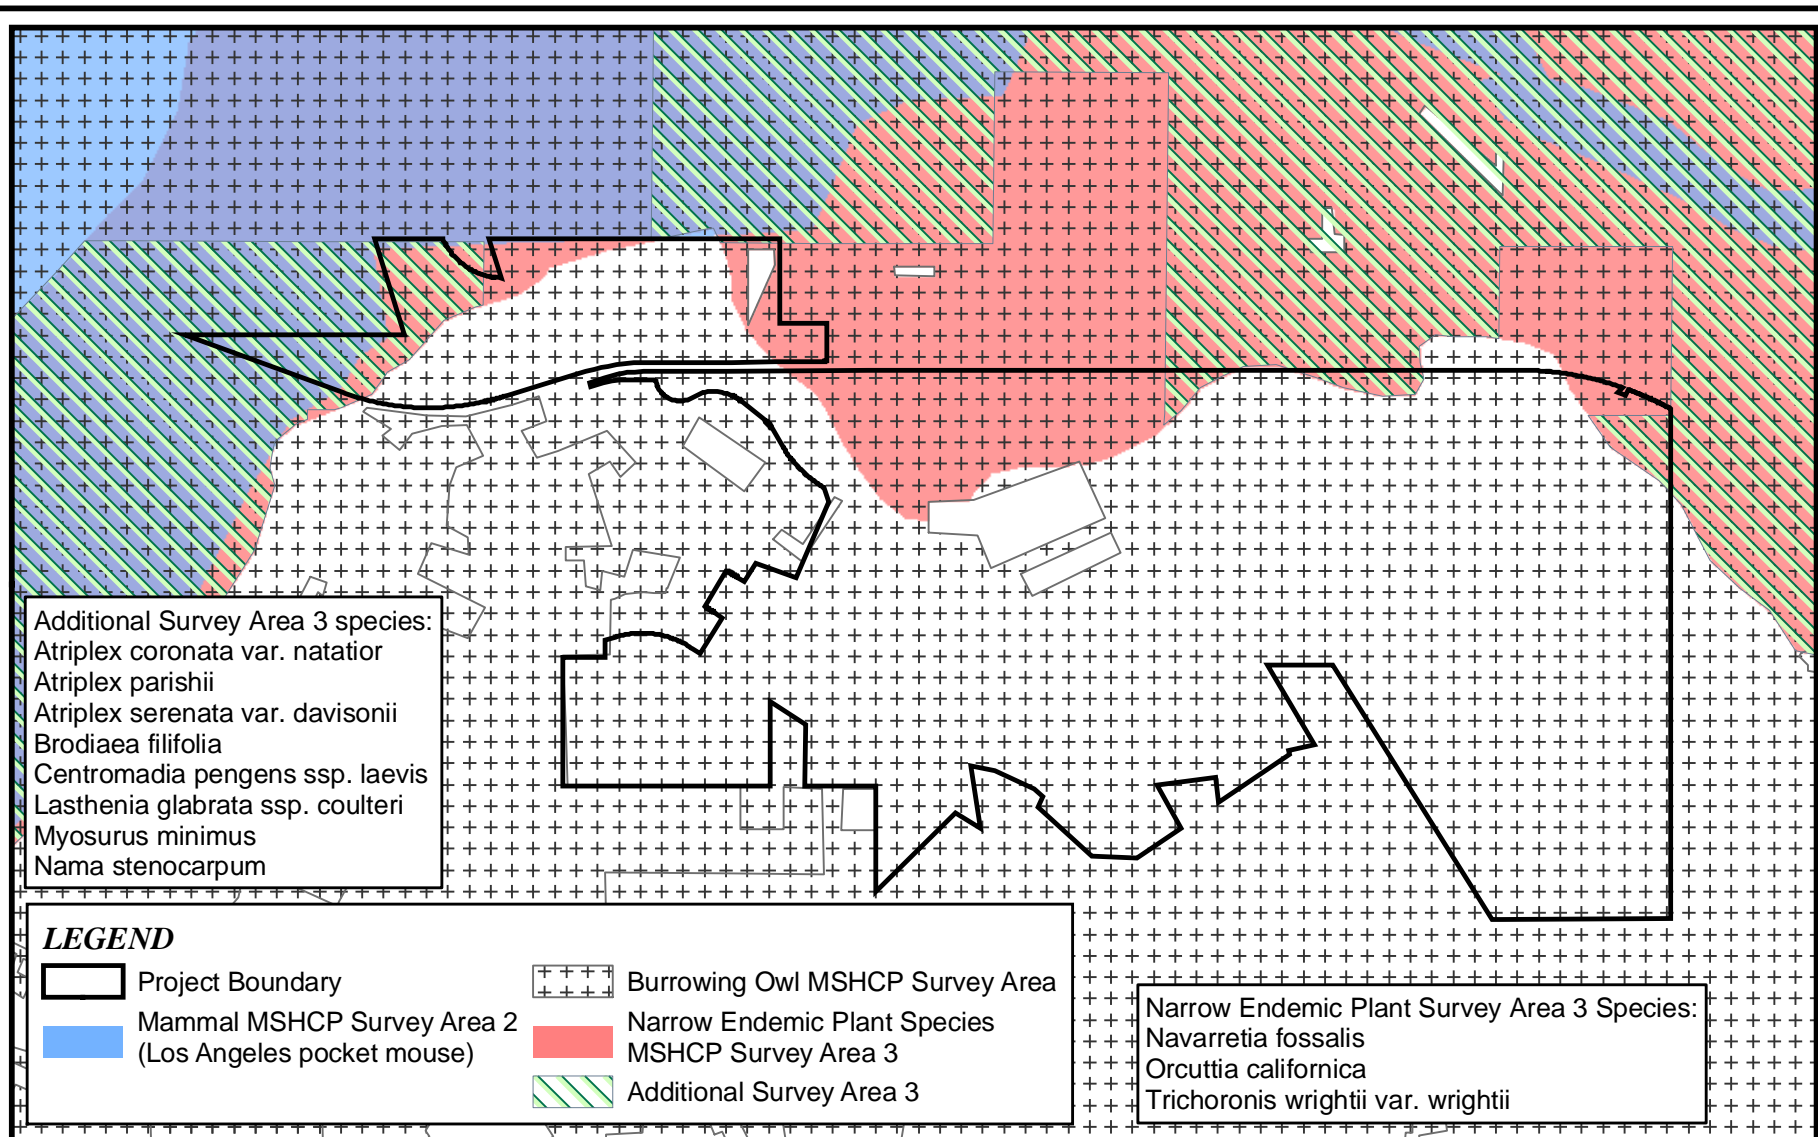 Additional Survey Area 3 species:
Atriplex coronata var. natatior
Atriplex parishii
Atriplex serenata var. davisonii
Brodiaea filifolia
Centromadia pengens ssp. laevis
Lasthenia glabrata ssp. coulteri
Myosurus minimus
Nama stenocarpum
LEGEND
Project Boundary
Mammal MSHCP Survey Area 2
(Los Angeles pocket mouse)
Burrowing Owl MSHCP Survey Area
Narrow Endemic Plant Species
MSHCP Survey Area 3
Additional Survey Area 3
Narrow Endemic Plant Survey Area 3 Species:
Navarretia fossalis
Orcuttia californica
Trichoronis wrightii var. wrightii